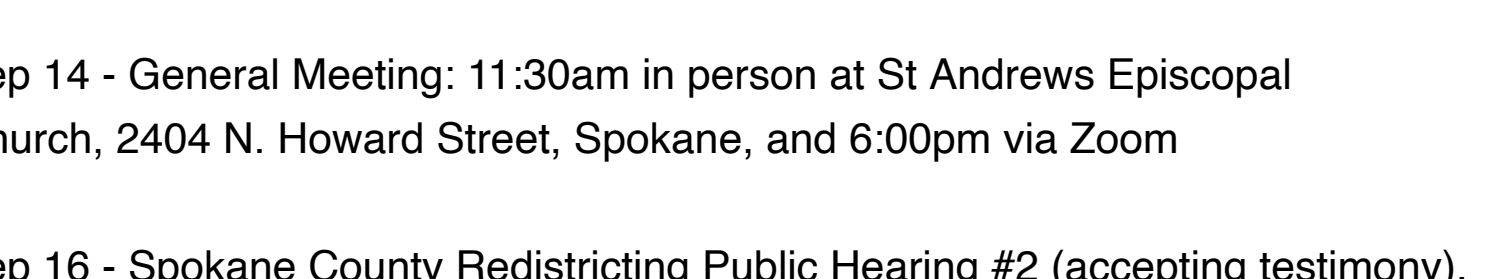 ep 14 - General Meeting: 11:30am in person at St Andrews Episcopal
hurch, 2404 N. Howard Street, Spokane, and 6:00pm via Zoom
ep 16 - Spokane County Redistricting Public Hearing #2 (accepting testimony),